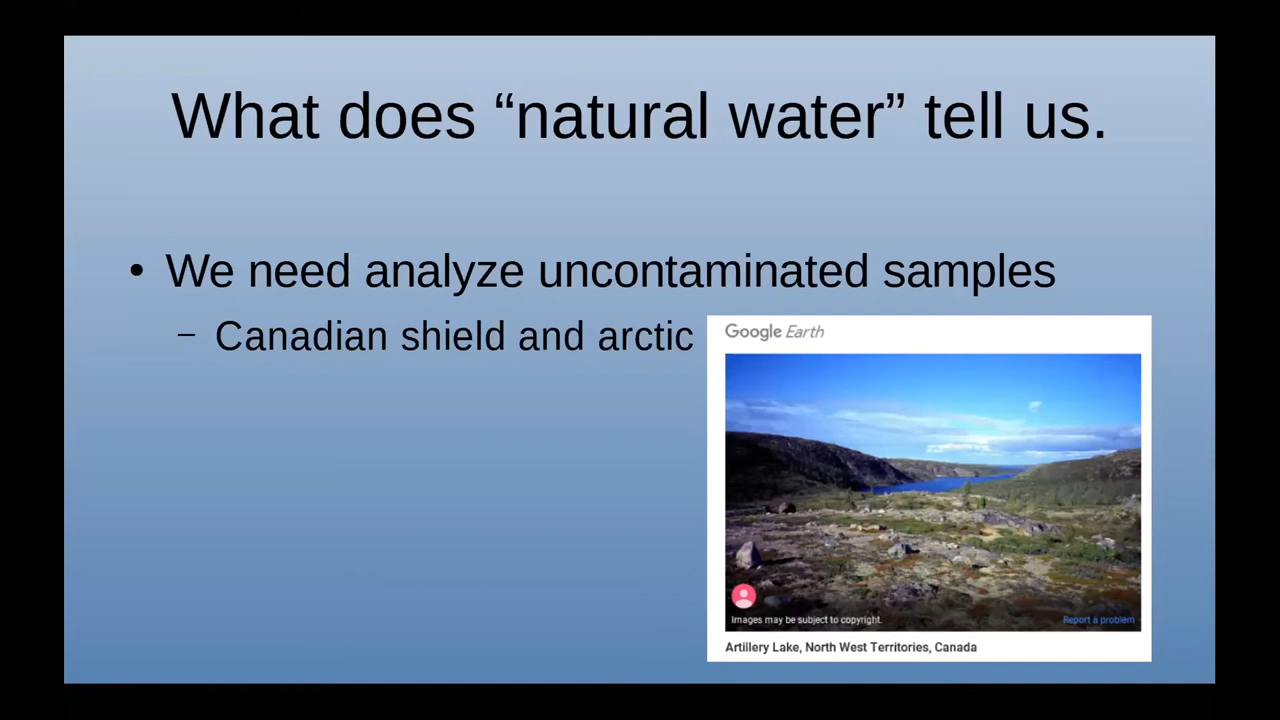 What does “natural water” tell us.
• We need analyze uncontaminated samples
– Canadian shield and arctic
Google Earth
Images may be subject to copyright.
Report a problem
Artillery Lake, North West Territories, Canada